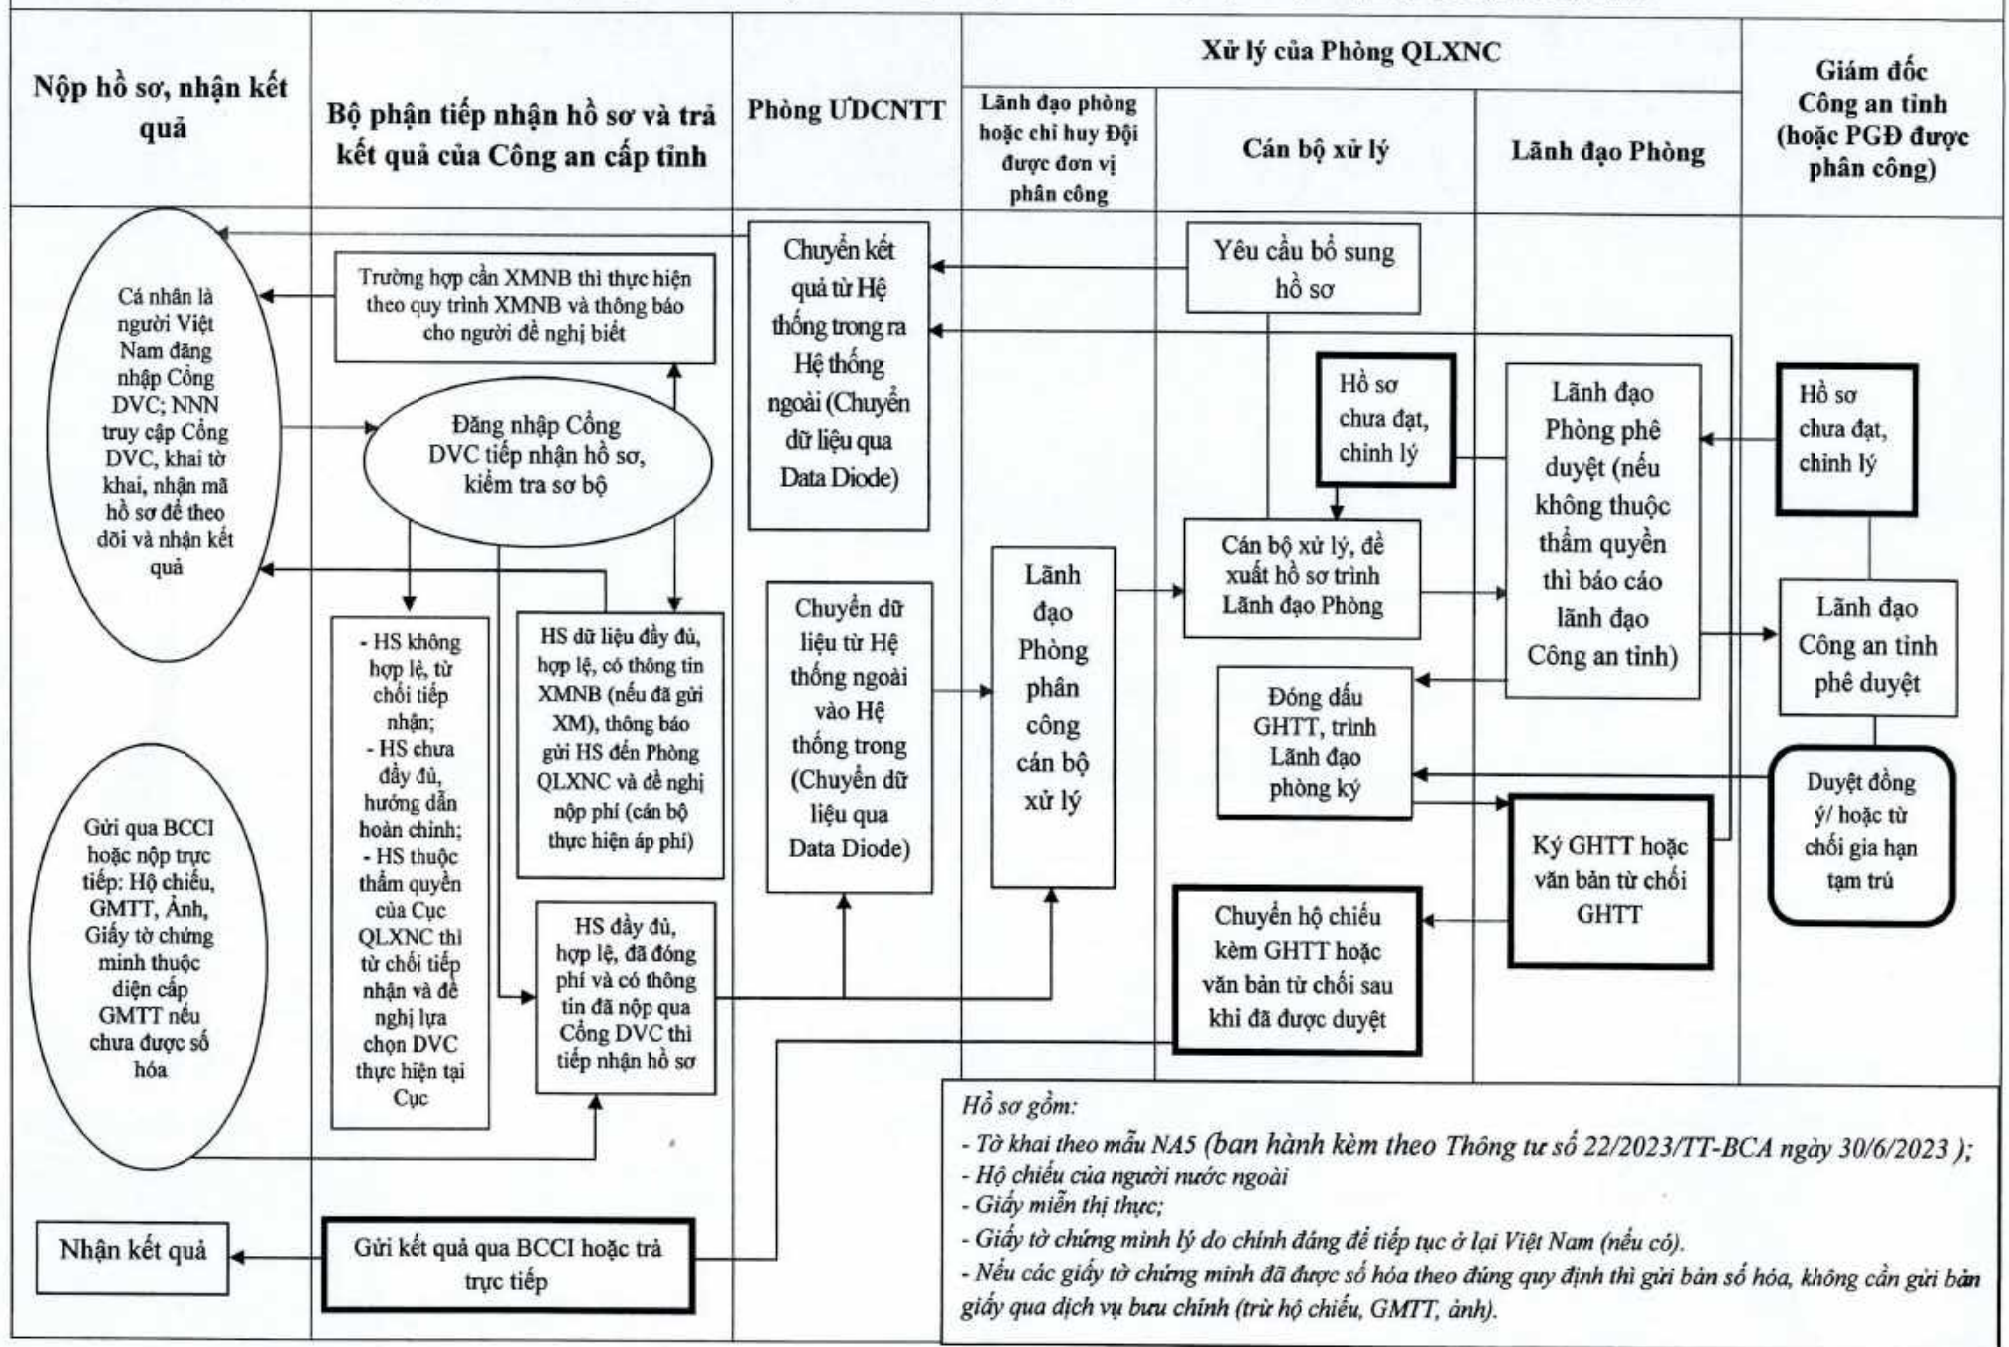 Nộp hồ sơ, nhận kết
quả
Bộ phận tiếp nhận hồ sơ và trả
kết quả của Công an cấp tỉnh
Phòng ƯDCNTT
Xử lý của Phòng QLXNC
Lãnh đạo phòng
hoặc chỉ huy Đội
được đơn vị
phân công
Cán bộ xử lý
Lãnh đạo Phòng
Giám đốc
Công an tỉnh
(hoặc PGĐ được
phân công)
Cá nhân là
người Việt
Nam đăng
nhập Cổng
DVC; NNN
truy cập Cổng
DVC, khai tờ
khai, nhận mã
hồ sơ để theo
dõi và nhận kết
quả
Gửi qua BCCI
hoặc nộp trực
tiếp: Hộ chiếu,
GMTT, Ảnh,
Giấy tờ chứng
minh thuộc
diện cấp
GMTT nếu
chưa được số
hóa
Nhận kết quả
Trường hợp cần XMNB thì thực hiện
theo quy trình XMNB và thông báo
cho người đề nghị biết
Đăng nhập Cổng
DVC tiếp nhận hồ sơ,
kiểm tra sơ bộ
- HS không
hợp lệ, từ
chối tiếp
nhận;
- HS chưa
đầy đủ,
hướng dẫn
hoàn chỉnh;
- HS thuộc
thẩm quyền
của Cục
QLXNC thì
từ chối tiếp
nhận và đề
nghị lựa
chọn DVC
thực hiện tại
Cục
HS dữ liệu đầy đủ,
hợp lệ, có thông tin
XMNB (nếu đã gửi
XM), thông báo
gửi HS đến Phòng
QLXNC và đề nghị
nộp phí (cán bộ
thực hiện áp phí)
HS đầy đủ,
hợp lệ, đã đóng
phí và có thông
tin đã nộp qua
Cổng DVC thì
tiếp nhận hồ sơ
Gửi kết quả qua BCCI hoặc trả
trực tiếp
Chuyển kết
quả từ Hệ
thống trong ra
Hệ thống
ngoài (Chuyển
dữ liệu qua
Data Diode)
Chuyển dữ
liệu từ Hệ
thống ngoài
vào Hệ
thống trong
(Chuyển dữ
liệu qua
Data Diode)
Lãnh
đạo
Phòng
phân
công
cán bộ
xử lý
Yêu cầu bổ sung
hồ sơ
Hồ sơ
chưa đạt,
chỉnh lý
Cán bộ xử lý, đề
xuất hồ sơ trình
Lãnh đạo Phòng
Đóng dấu
GHTT, trình
Lãnh đạo
phòng ký
Chuyển hộ chiếu
kèm GHTT hoặc
văn bản từ chối sau
khi đã được duyệt
Lãnh đạo
Phòng phê
duyệt (nếu
không thuộc
thẩm quyền
thì báo cáo
lãnh đạo
Công an tỉnh)
Ký GHTT hoặc
văn bản từ chối
GHTT
Hồ sơ
chưa đạt,
chỉnh lý
Lãnh đạo
Công an tỉnh
phê duyệt
Duyệt đồng
ý/ hoặc từ
chối gia hạn
tạm trú
Hồ sơ gồm:
- Tờ khai theo mẫu NA5 (ban hành kèm theo Thông tư số 22/2023/TT-BCA ngày 30/6/2023 );
- Hộ chiếu của người nước ngoài
- Giấy miễn thị thực;
- Giấy tờ chứng minh lý do chính đáng để tiếp tục ở lại Việt Nam (nếu có).
- Nếu các giấy tờ chứng minh đã được số hóa theo đúng quy định thì gửi bản số hóa, không cần gửi bản
giấy qua dịch vụ bưu chính (trừ hộ chiếu, GMTT, ảnh).